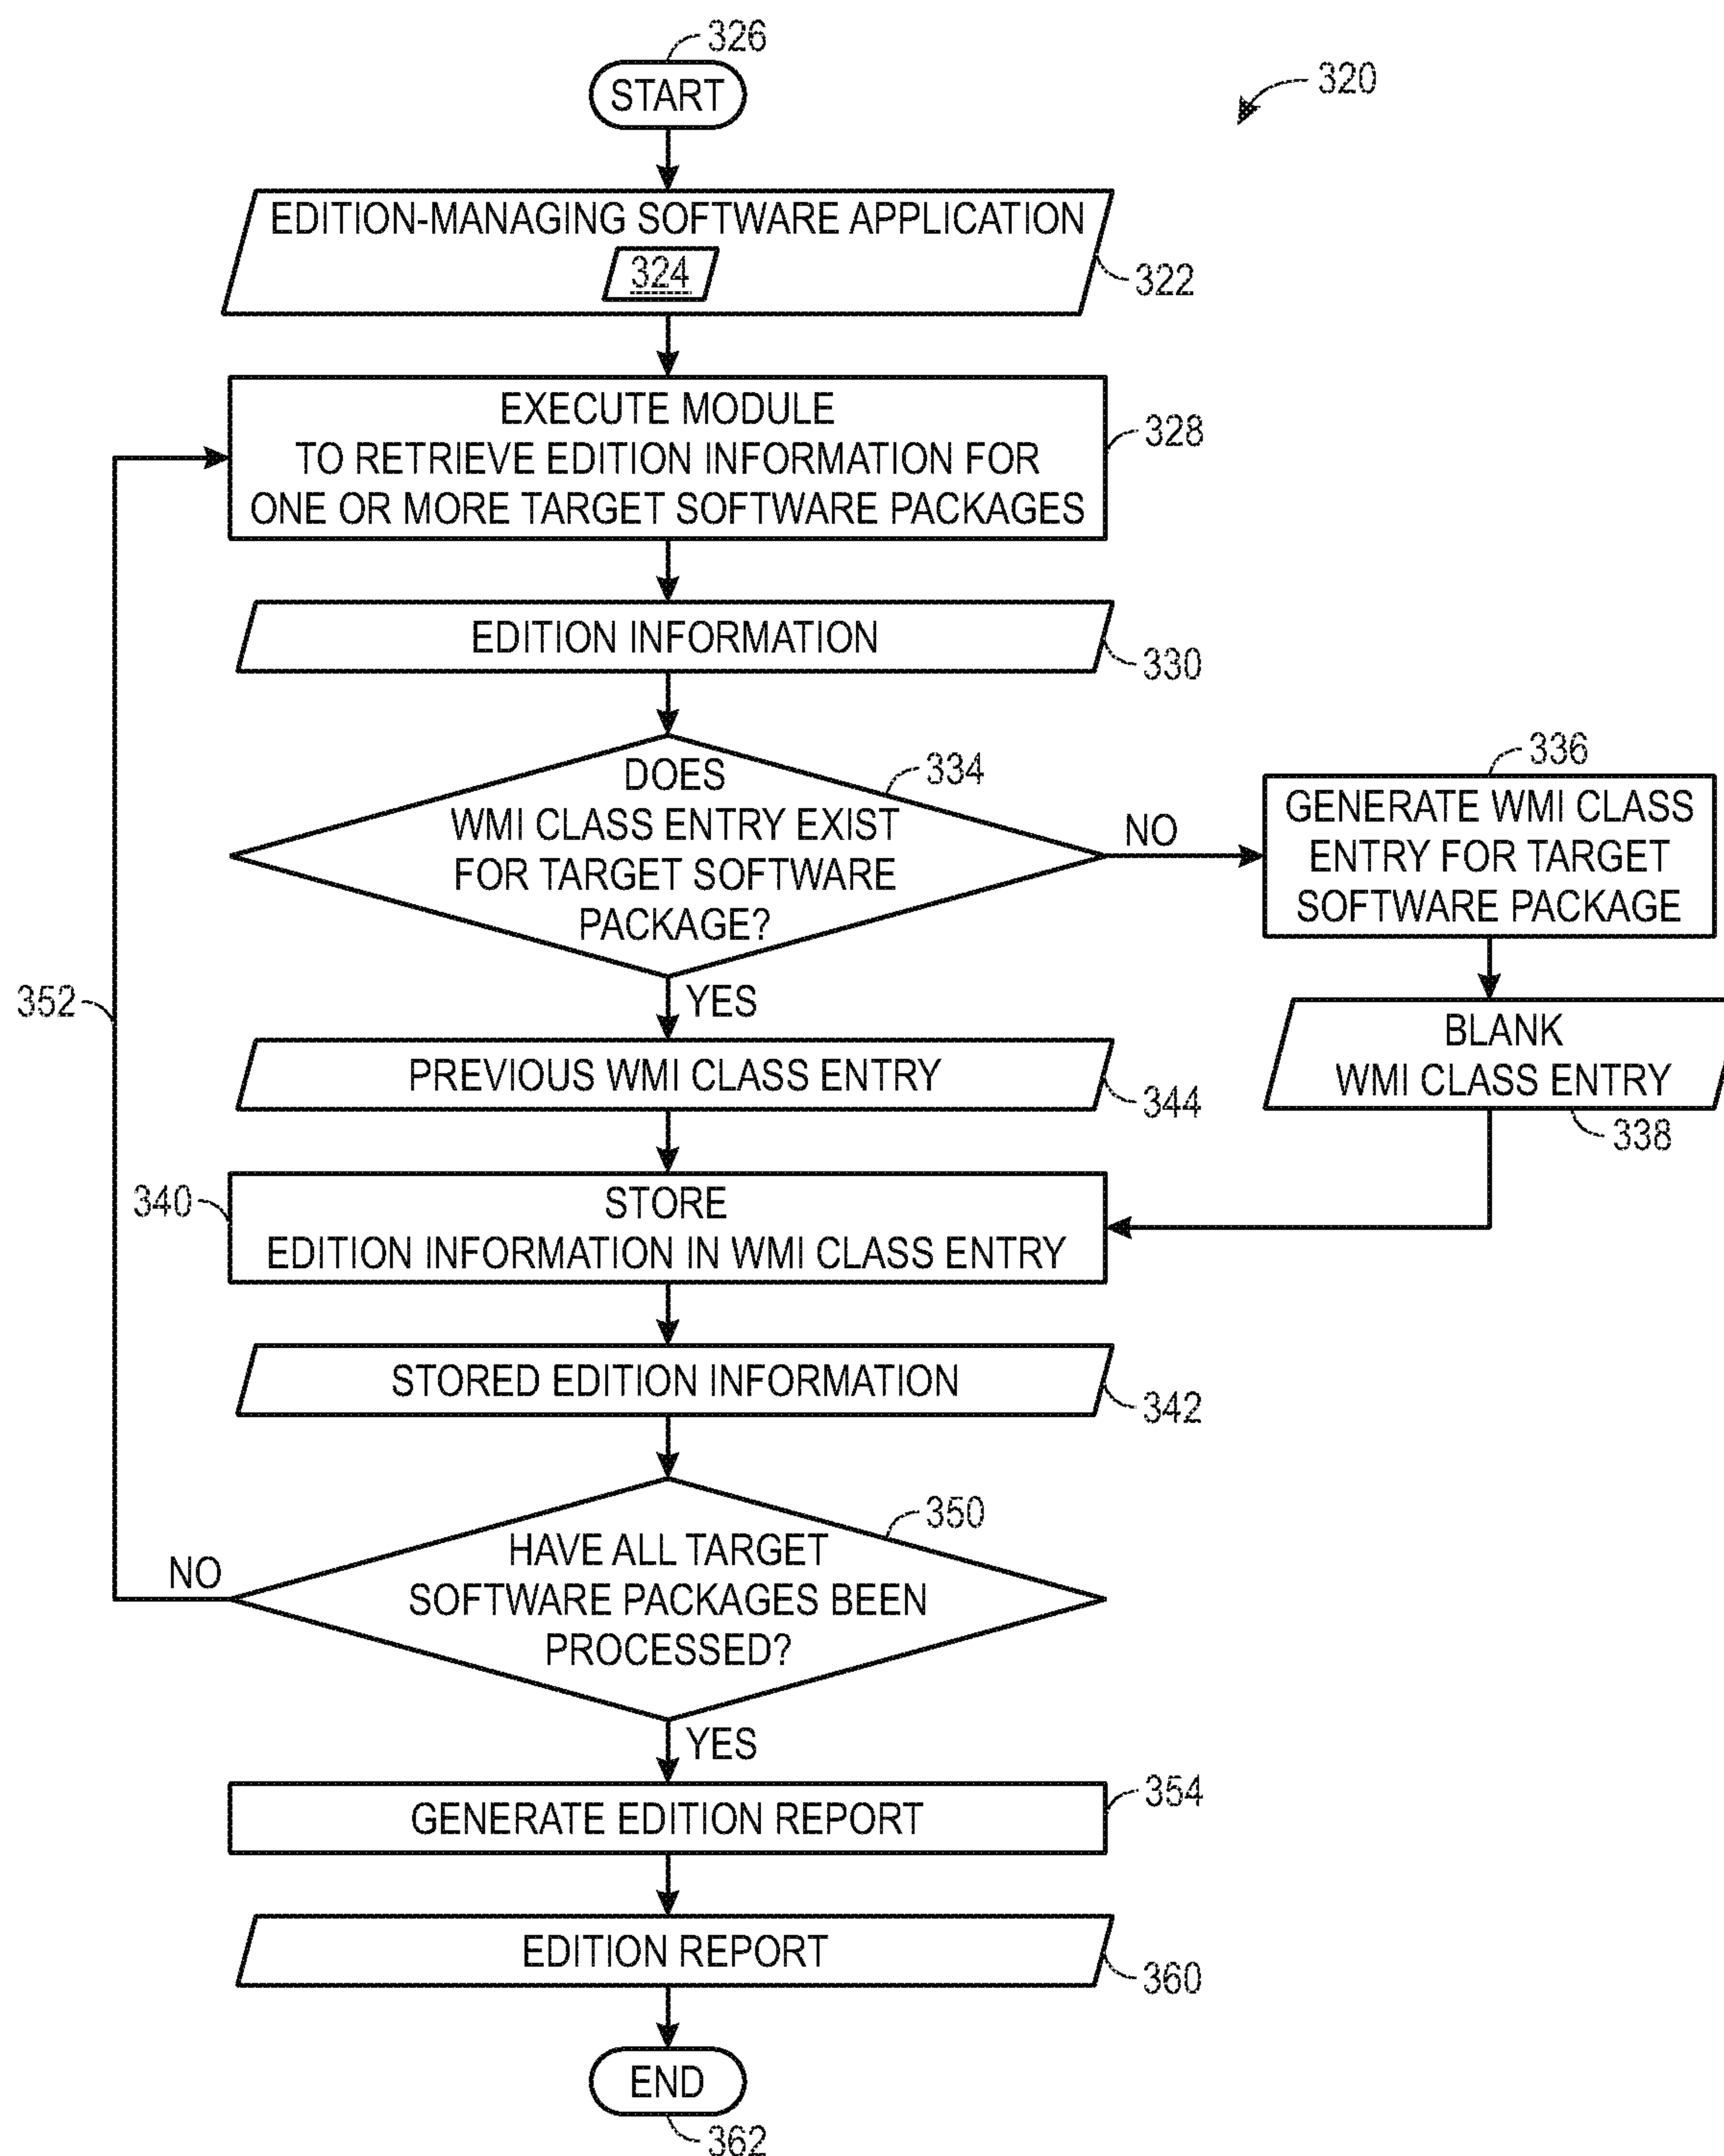 326
START
320
EDITION-MANAGING SOFTWARE APPLICATION
324
322
EXECUTE MODULE
TO RETRIEVE EDITION INFORMATION FOR
ONE OR MORE TARGET SOFTWARE PACKAGES
328
EDITION INFORMATION
330
DOES
WMI CLASS ENTRY EXIST
FOR TARGET SOFTWARE
PACKAGE?
334
NO
336
GENERATE WMI CLASS
ENTRY FOR TARGET
SOFTWARE PACKAGE
352
YES
BLANK
WMI CLASS ENTRY
338
PREVIOUS WMI CLASS ENTRY
344
340
STORE
EDITION INFORMATION IN WMI CLASS ENTRY
STORED EDITION INFORMATION
342
350
HAVE ALL TARGET
SOFTWARE PACKAGES BEEN
PROCESSED?
NO
YES
354
GENERATE EDITION REPORT
EDITION REPORT
360
END
362